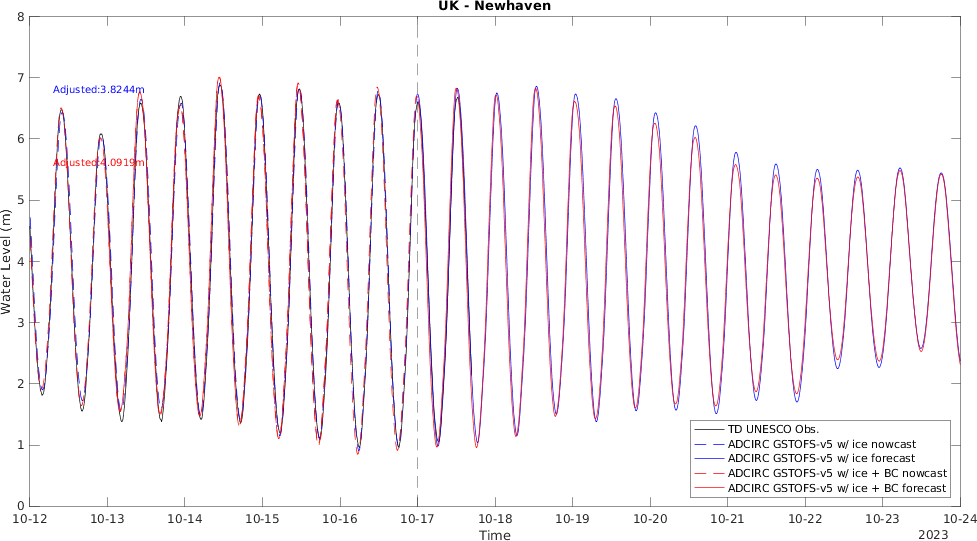 UK - Newhaven
8
7
6
5
4
3
2
1
0
Water Level (m)
Adjusted:3.8244m
Adjusted:4.0919m
TD UNESCO Obs.
ADCIRC GSTOFS-v5 w/ ice nowcast
ADCIRC GSTOFS-v5 w/ ice forecast
ADCIRC GSTOFS-v5 w/ ice + BC nowcast
ADCIRC GSTOFS-v5 w/ ice + BC forecast
10-12 10-13 10-14 10-15 10-16 10-17 10-18 10-19 10-20 10-21 10-22 10-23 10-24
Time
2023